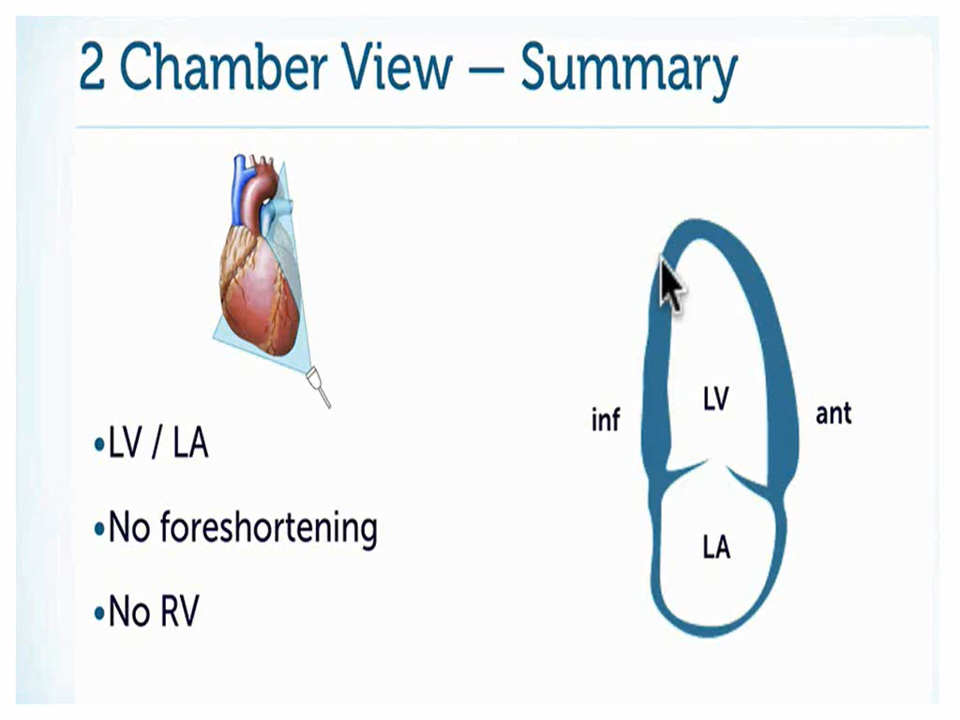 2 Chamber View – Summary
•LV / LA
•No foreshortening
•No RV
LV
inf
ant
LA